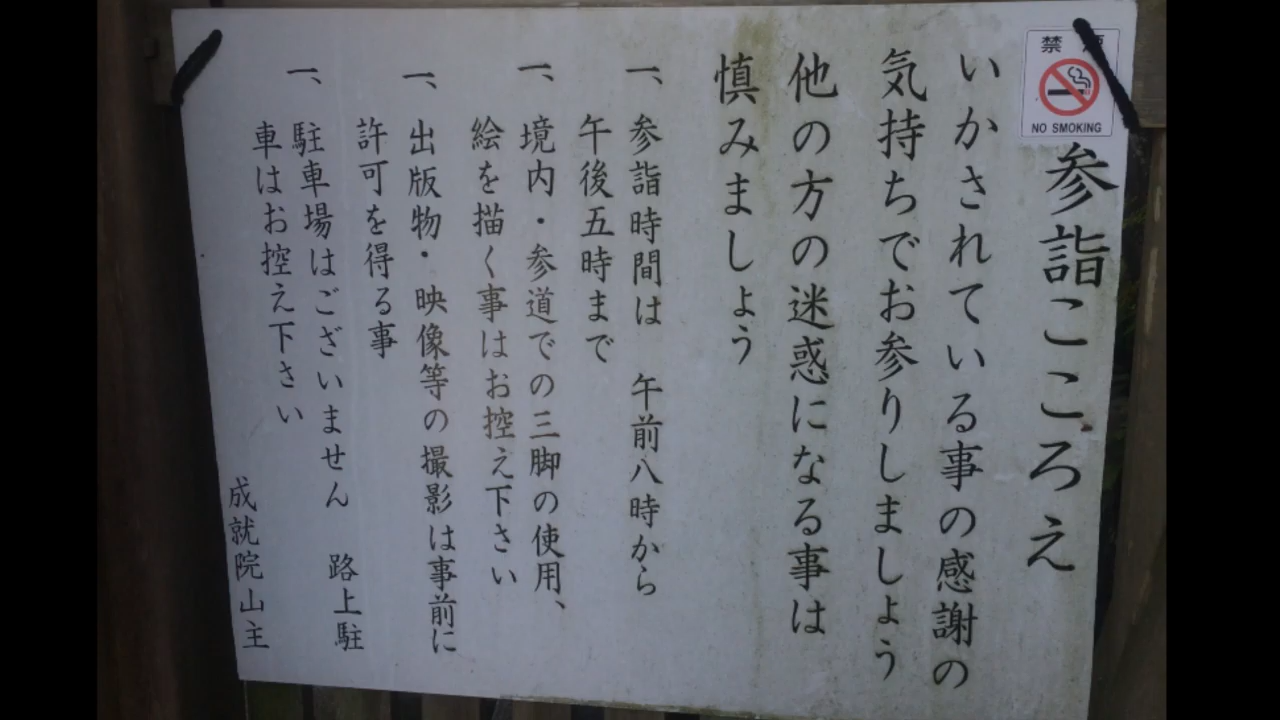 禁煙
NO SMOKING
参詣こころえ
いかされている事の感謝の
気持ちでお参りしましょう
他の方の迷惑になる事は
慎みましょう
一、参詣時間は 午前八時から
午後五時まで
一、境内・参道での三脚の使用、
絵を描く事はお控え下さい
一、出版物・映像等の撮影は事前に
許可を得る事
一、駐車場はございません 路上駐
車はお控え下さい
成就院山主